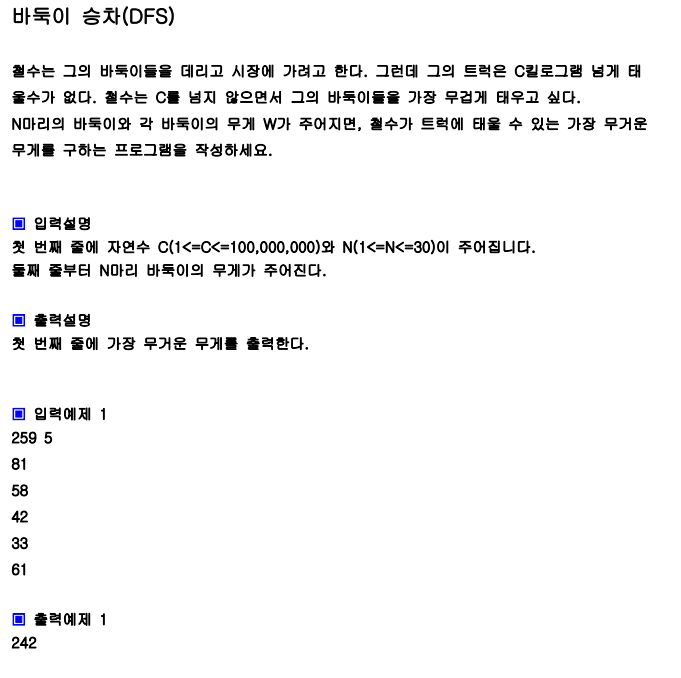 바둑이 승차(DFS)
철수는 그의 바둑이들을 데리고 시장에 가려고 한다. 그런데 그의 트럭은 C킬로그램 넘게 태
울수가 없다. 철수는 C를 넘지 않으면서 그의 바둑이들을 가장 무겁게 태우고 싶다.
N마리의 바둑이와 각 바둑이의 무게 W가 주어지면, 철수가 트럭에 태울 수 있는 가장 무거운
무게를 구하는 프로그램을 작성하세요.
▣ 입력설명
첫 번째 줄에 자연수 C(1<=C<=100,000,000)와 N(1<=N<=30)이 주어집니다.
둘째 줄부터 N마리 바둑이의 무게가 주어진다.
▣ 출력설명
첫 번째 줄에 가장 무거운 무게를 출력한다.
▣ 입력예제 1
259 5
81
58
42
33
61
▣ 출력예제 1
242